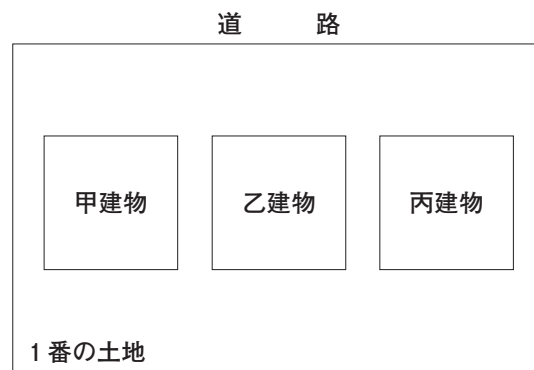 道　路
甲建物
乙建物
丙建物
1番の土地